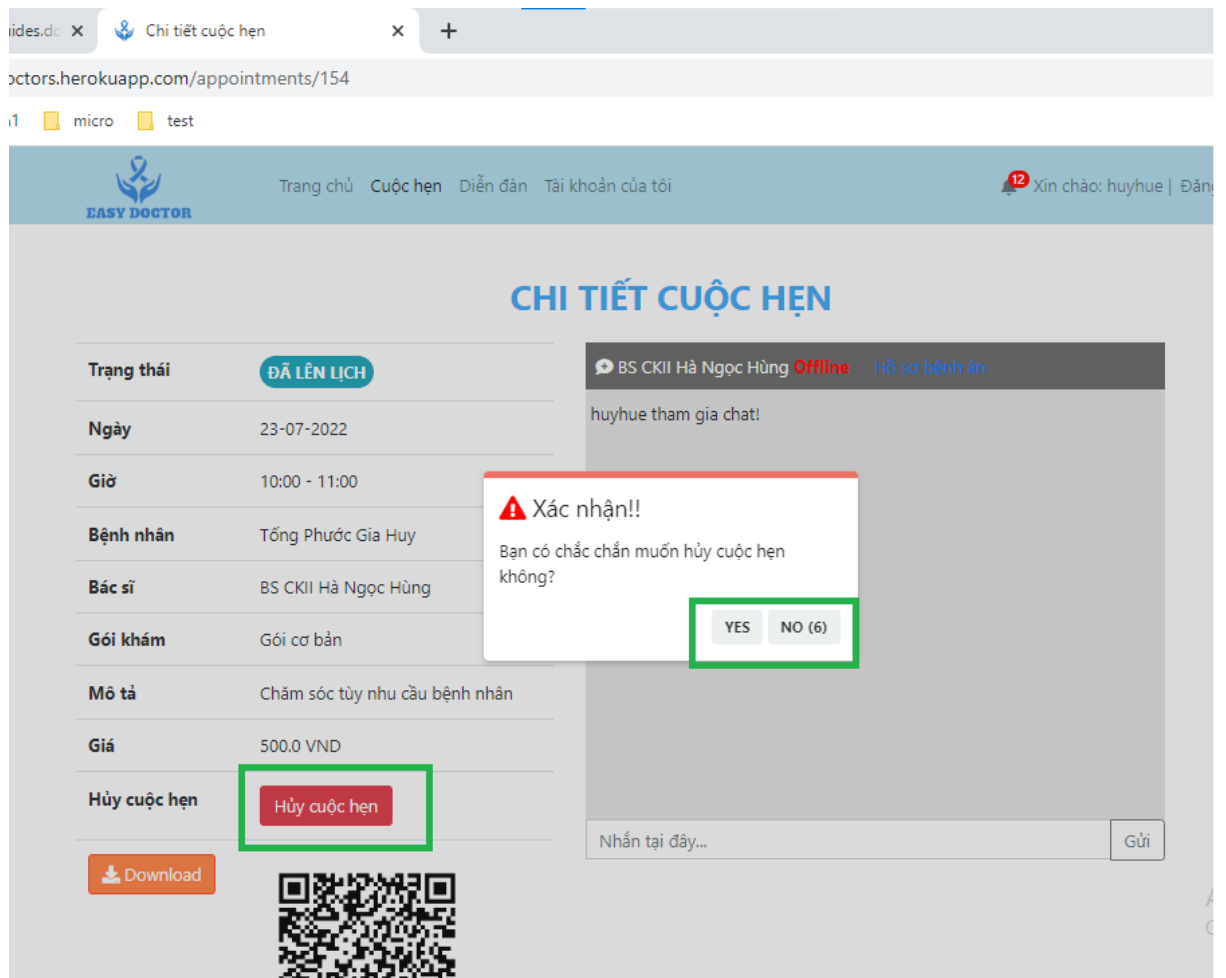 Chi tiết cuộc hẹn
octors.herokuapp.com/appointments/154
micro test
EASY DOCTOR
Trang chủ Cuộc hẹn Diễn đàn Tài khoản của tôi
12 Xin chào: huyhue |
CHI TIẾT CUỘC HẸN
Trạng thái ĐÃ LÊN LỊCH
Ngày 23-07-2022
Giờ 10:00 - 11:00
Bệnh nhân Tống Phước Gia Huy
Bác sĩ BS CKII Hà Ngọc Hùng
Gói khám Gói cơ bản
Mô tả Chăm sóc tùy nhu cầu bệnh nhân
Giá 500.0 VND
Hủy cuộc hẹn Hủy cuộc hẹn
Download
BS CKII Hà Ngọc Hùng Offline Hồ sơ bệnh án
huyhue tham gia chat!
Xác nhận!!
Bạn có chắc chắn muốn hủy cuộc hẹn
không?
YES NO (6)
Nhắn tại đây... Gửi